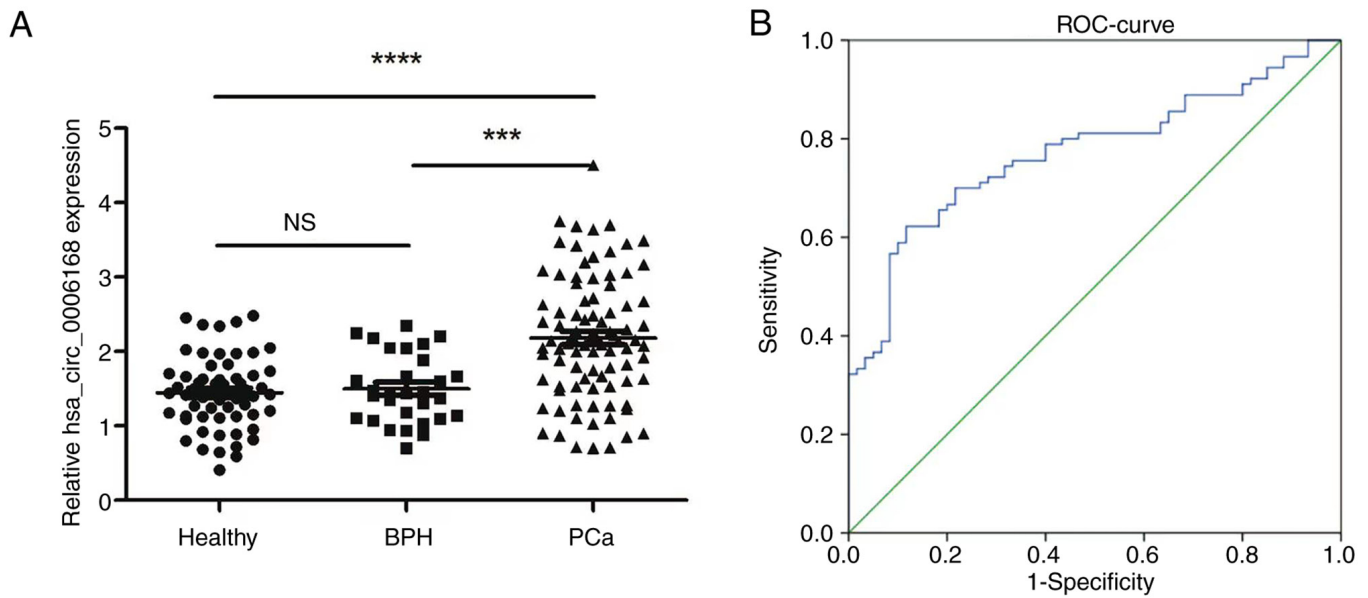 A
****
***
NS
Relative hsa_circ_0006168 expression
5
4
3
2
1
0
Healthy BPH PCa
B
ROC-curve
Sensitivity
1.0
0.8
0.6
0.4
0.2
0.0
0.0 0.2 0.4 0.6 0.8 1.0
1-Specificity